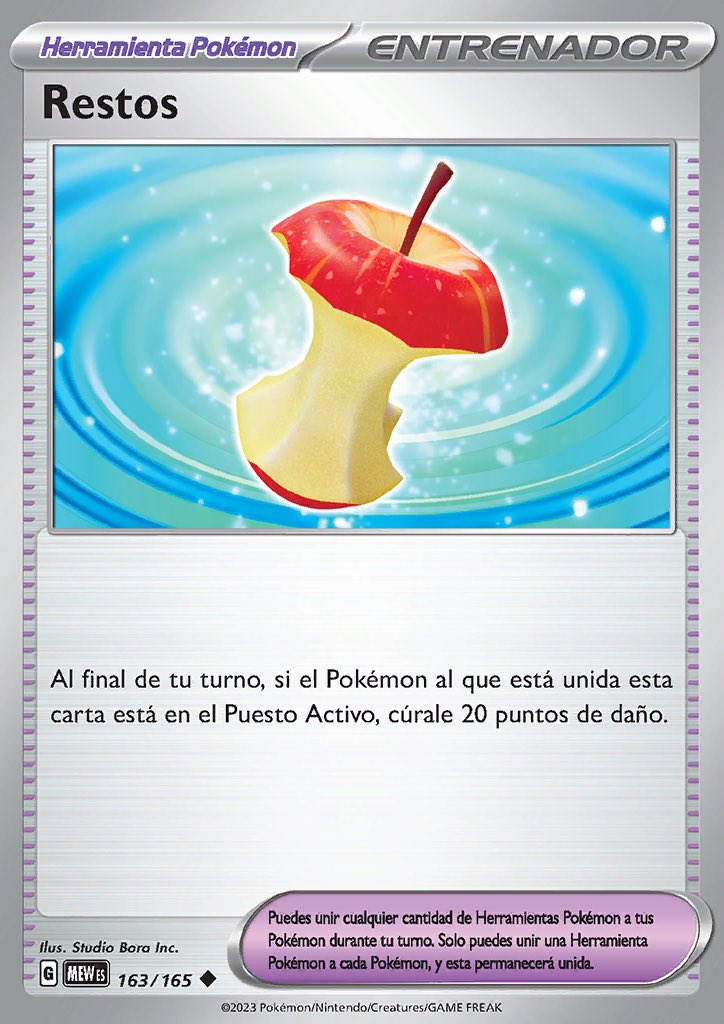 Herramienta Pokémon
ENTRENADOR
Restos
Al final de tu turno, si el Pokémon al que está unida esta
carta está en el Puesto Activo, cúrale 20 puntos de daño.
Puedes unir cualquier cantidad de Herramientas Pokémon a tus
Pokémon durante tu turno. Solo puedes unir una Herramienta
Pokémon a cada Pokémon, y esta permanecerá unida.
Ilus. Studio Bora Inc.
G MEW ES 163/165
©2023 Pokémon/Nintendo/Creatures/GAME FREAK